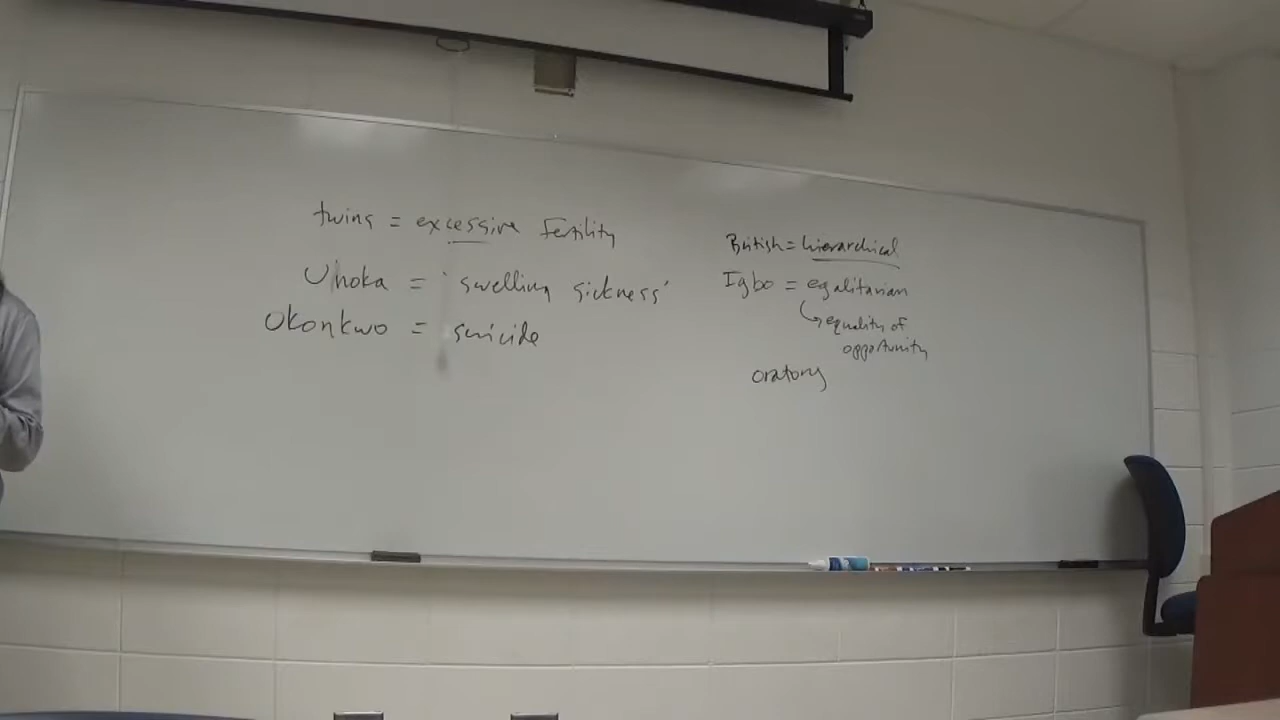 twins = excessive fertility
Unoka = 'swelling sickness'
Okonkwo = suicide
British = hierarchical
Igbo = egalitarian
↳ equality of
opportunity
oratory